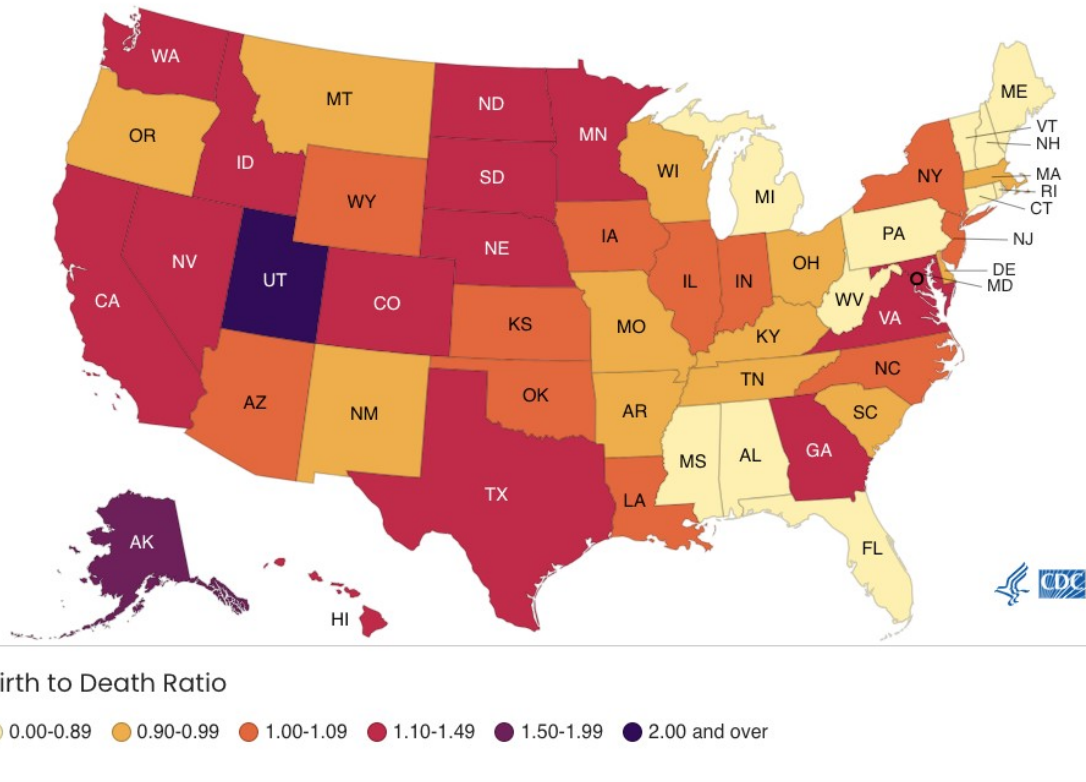 WA
MT
ND
MN
ME
VT
NH
OR
ID
SD
WI
NY
MA
RI
CT
WY
MI
IA
PA
NJ
NE
OH
NV
UT
IL
IN
DE
MD
CA
CO
WV
VA
KS
MO
KY
NC
TN
AZ
NM
OK
AR
SC
GA
MS
AL
TX
LA
AK
FL
HI
CDC
irth to Death Ratio
0.00-0.89 0.90-0.99 1.00-1.09 1.10-1.49 1.50-1.99 2.00 and over